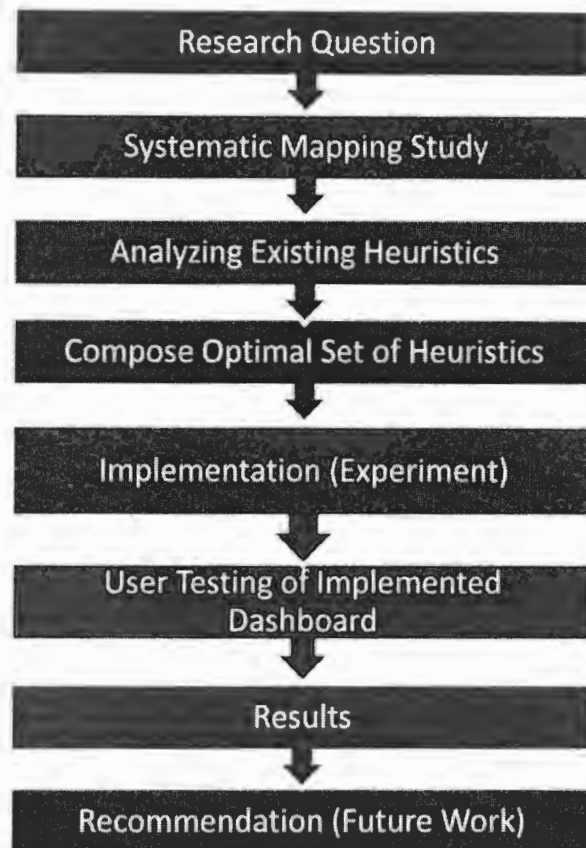 Research Question
Systematic Mapping Study
Analyzing Existing Heuristics
Compose Optimal Set of Heuristics
Implementation (Experiment)
User Testing of Implemented
Dashboard
Results
Recommendation (Future Work)